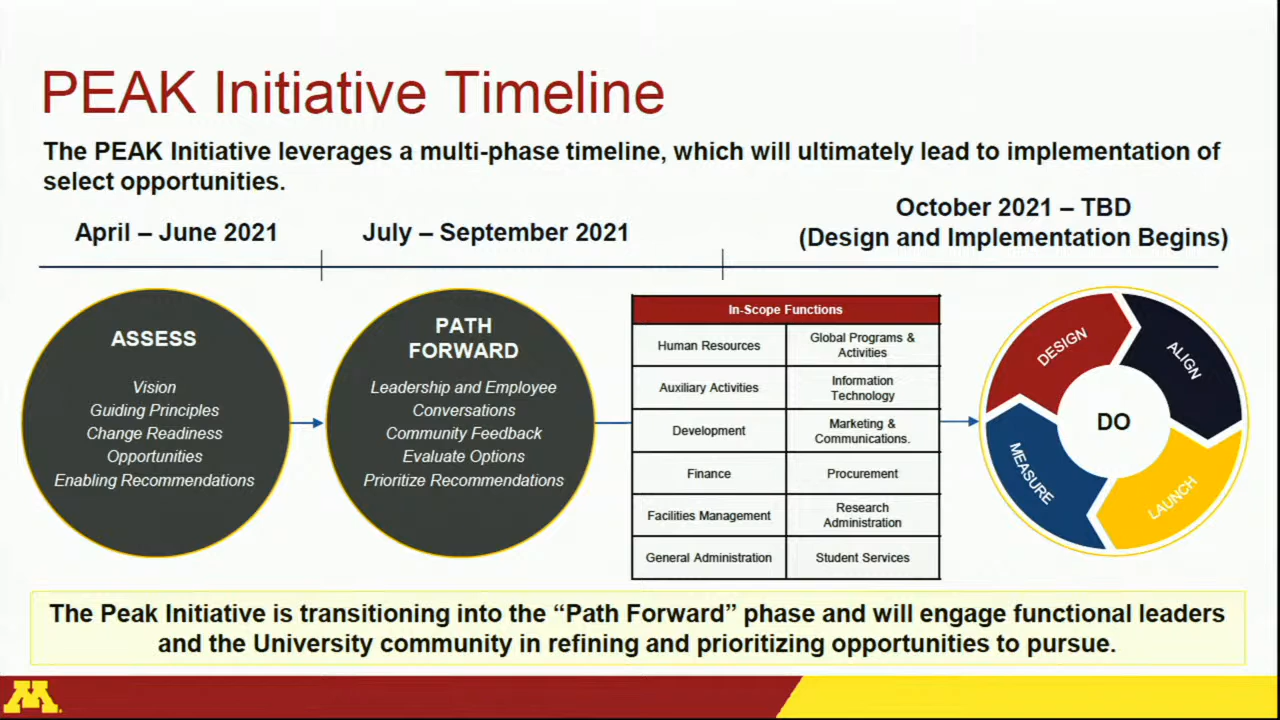 PEAK Initiative Timeline
The PEAK Initiative leverages a multi-phase timeline, which will ultimately lead to implementation of
select opportunities.
April – June 2021
July – September 2021
October 2021 – TBD
(Design and Implementation Begins)
ASSESS
Vision
Guiding Principles
Change Readiness
Opportunities
Enabling Recommendations
PATH
FORWARD
Leadership and Employee
Conversations
Community Feedback
Evaluate Options
Prioritize Recommendations
In-Scope Functions
Human Resources
Global Programs &
Activities
Auxiliary Activities
Information
Technology
Development
Marketing &
Communications.
Finance
Procurement
Facilities Management
Research
Administration
General Administration
Student Services
DESIGN
ALIGN
DO
MEASURE
LAUNCH
The Peak Initiative is transitioning into the “Path Forward” phase and will engage functional leaders
and the University community in refining and prioritizing opportunities to pursue.
M